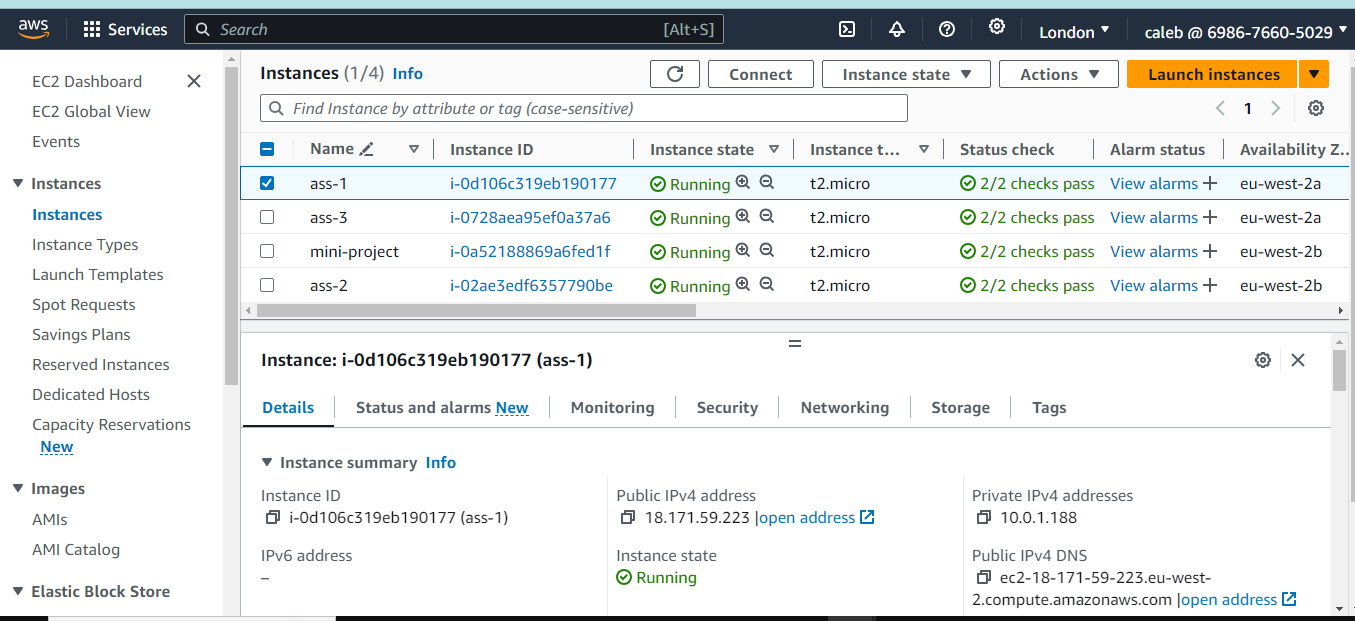 aws
Services
Search
[Alt+S]
London
caleb @ 6986-7660-5029
EC2 Dashboard
EC2 Global View
Events
Instances
Instances
Instance Types
Launch Templates
Spot Requests
Savings Plans
Reserved Instances
Dedicated Hosts
Capacity Reservations
New
Images
AMIs
AMI Catalog
Elastic Block Store
Instances (1/4) Info
Connect
Instance state
Actions
Launch instances
Find Instance by attribute or tag (case-sensitive)
1
Name Instance ID Instance state Instance t... Status check Alarm status Availability Z...
ass-1 i-0d106c319eb190177 Running t2.micro 2/2 checks pass View alarms + eu-west-2a
ass-3 i-0728aea95ef0a37a6 Running t2.micro 2/2 checks pass View alarms + eu-west-2a
mini-project i-0a52188869a6fed1f Running t2.micro 2/2 checks pass View alarms + eu-west-2b
ass-2 i-02ae3edf6357790be Running t2.micro 2/2 checks pass View alarms + eu-west-2b
Instance: i-0d106c319eb190177 (ass-1)
Details Status and alarms New Monitoring Security Networking Storage Tags
Instance summary Info
Instance ID
i-0d106c319eb190177 (ass-1)
Public IPv4 address
18.171.59.223 |open address
Private IPv4 addresses
10.0.1.188
IPv6 address
–
Instance state
Running
Public IPv4 DNS
ec2-18-171-59-223.eu-west-
2.compute.amazonaws.com |open address